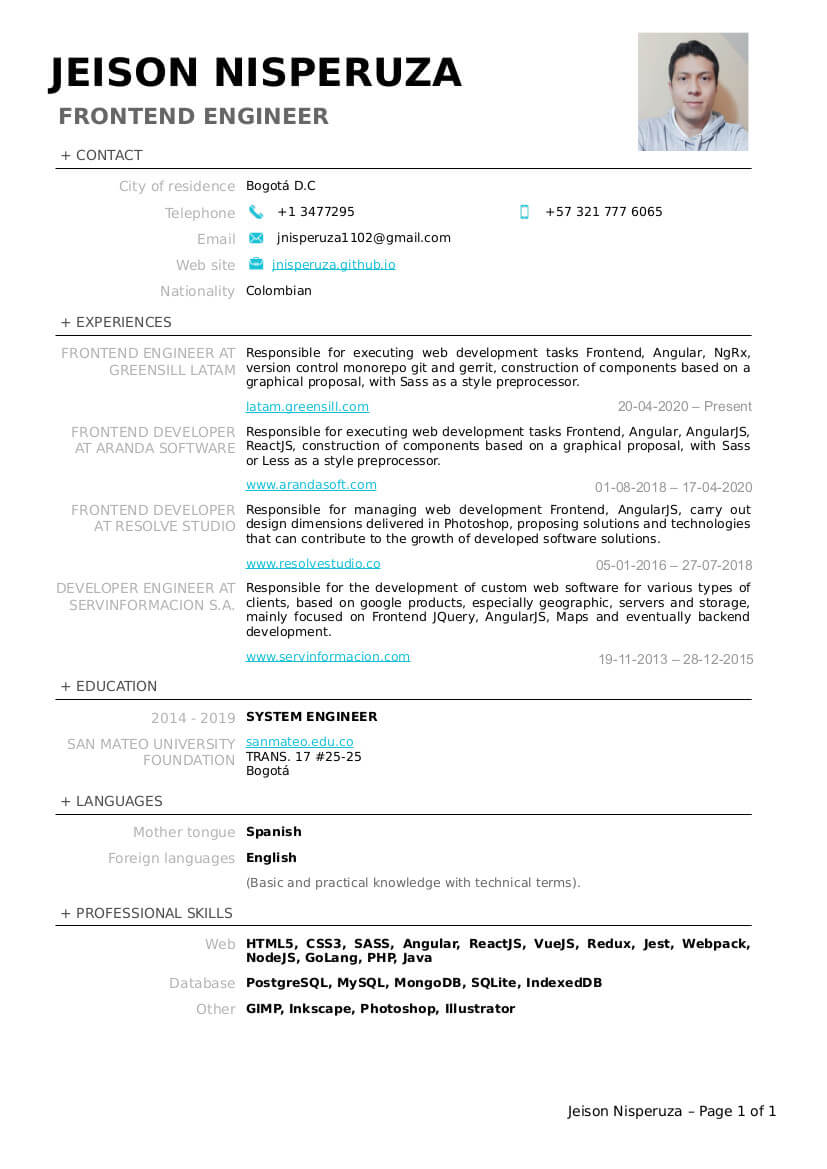 JEISON NISPERUZA
FRONTEND ENGINEER
+ CONTACT
City of residence Bogotá D.C
Telephone +1 3477295 +57 321 777 6065
Email jnisperuza1102@gmail.com
Web site jnisperuza.github.io
Nationality Colombian
+ EXPERIENCES
FRONTEND ENGINEER AT
GREENSILL LATAM
Responsible for executing web development tasks Frontend, Angular, NgRx,
version control monorepo git and gerrit, construction of components based on a
graphical proposal, with Sass as a style preprocessor.
latam.greensill.com 20-04-2020 – Present
FRONTEND DEVELOPER
AT ARANDA SOFTWARE
Responsible for executing web development tasks Frontend, Angular, AngularJS,
ReactJS, construction of components based on a graphical proposal, with Sass
or Less as a style preprocessor.
www.arandasoft.com 01-08-2018 – 17-04-2020
FRONTEND DEVELOPER
AT RESOLVE STUDIO
Responsible for managing web development Frontend, AngularJS, carry out
design dimensions delivered in Photoshop, proposing solutions and technologies
that can contribute to the growth of developed software solutions.
www.resolvestudio.co 05-01-2016 – 27-07-2018
DEVELOPER ENGINEER AT
SERVINFORMACION S.A.
Responsible for the development of custom web software for various types of
clients, based on google products, especially geographic, servers and storage,
mainly focused on Frontend JQuery, AngularJS, Maps and eventually backend
development.
www.servinformacion.com 19-11-2013 – 28-12-2015
+ EDUCATION
2014 - 2019 SYSTEM ENGINEER
SAN MATEO UNIVERSITY
FOUNDATION
sanmateo.edu.co
TRANS. 17 #25-25
Bogotá
+ LANGUAGES
Mother tongue Spanish
Foreign languages English
(Basic and practical knowledge with technical terms).
+ PROFESSIONAL SKILLS
Web HTML5, CSS3, SASS, Angular, ReactJS, VueJS, Redux, Jest, Webpack,
NodeJS, GoLang, PHP, Java
Database PostgreSQL, MySQL, MongoDB, SQLite, IndexedDB
Other GIMP, Inkscape, Photoshop, Illustrator
Jeison Nisperuza – Page 1 of 1